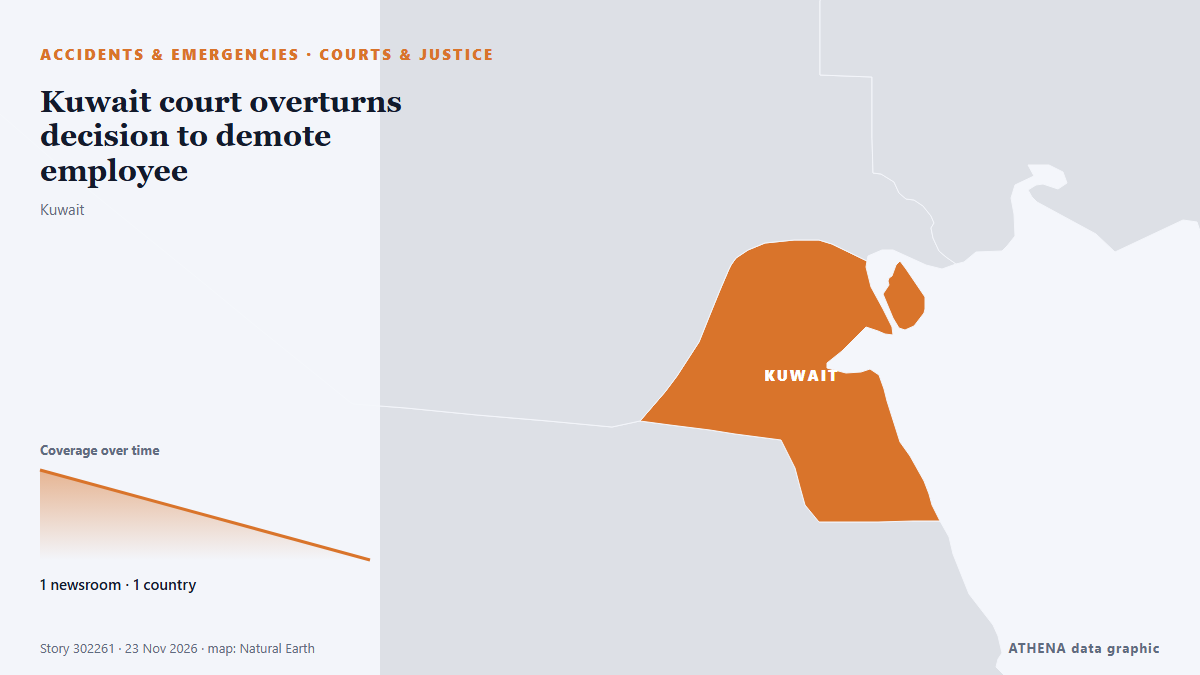 ACCIDENTS & EMERGENCIES · COURTS & JUSTICE
Kuwait court overturns
decision to demote
employee
Kuwait
KUWAIT
Coverage over time
1 newsroom · 1 country
Story 302261 · 23 Nov 2026 · map: Natural Earth
ATHENA data graphic